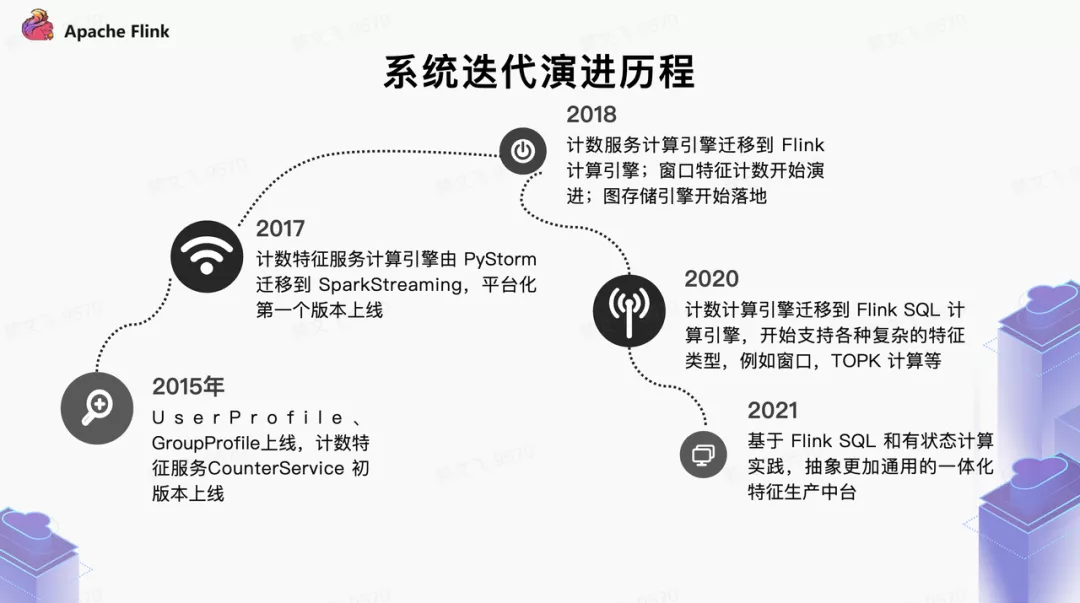 Apache Flink
系统迭代演进历程
2015年
UserProfile、
GroupProfile上线，计数特
征服务CounterService 初
版本上线
2017
计数特征服务计算引擎由 PyStorm
迁移到 SparkStreaming，平台化
第一个版本上线
2018
计数服务计算引擎迁移到 Flink
计算引擎；窗口特征计数开始演
进；图存储引擎开始落地
2020
计数计算引擎迁移到 Flink SQL 计
算引擎，开始支持各种复杂的特征
类型，例如窗口，TOPK 计算等
2021
基于 Flink SQL 和有状态计算
实践，抽象更加通用的一体化
特征生产中台